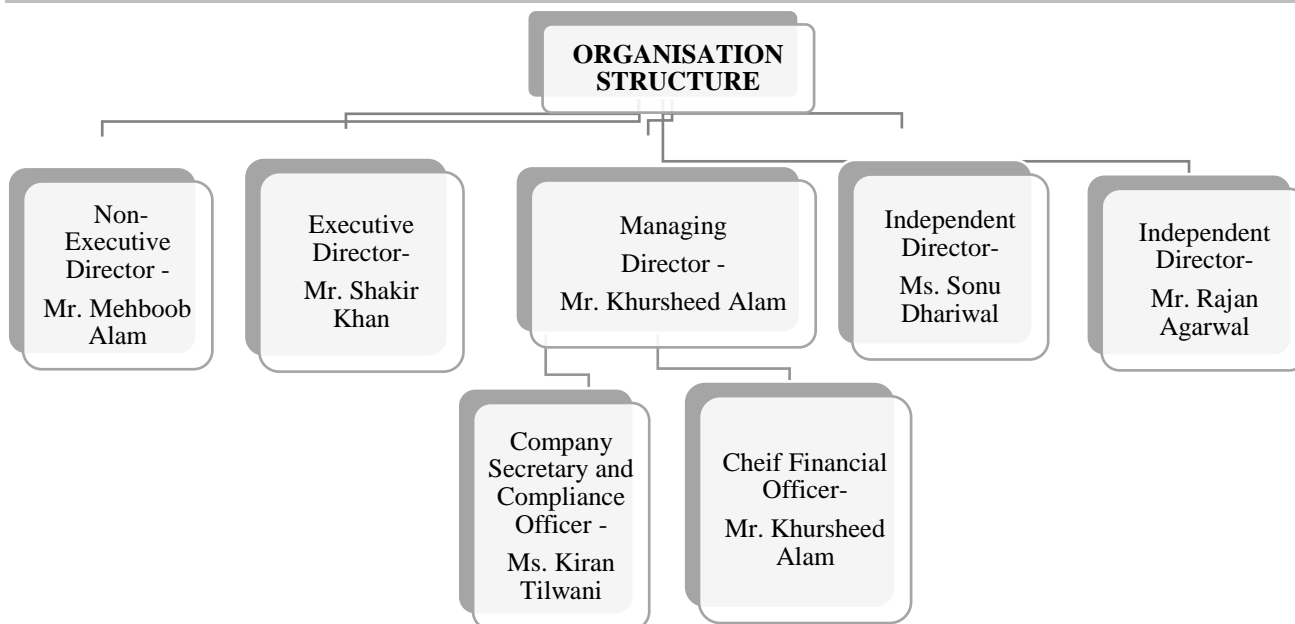 ORGANISATION
STRUCTURE
Non-
Executive
Director -
Mr. Mehboob
Alam
Executive
Director-
Mr. Shakir
Khan
Managing
Director -
Mr. Khursheed Alam
Independent
Director-
Ms. Sonu
Dhariwal
Independent
Director-
Mr. Rajan
Agarwal
Company
Secretary and
Compliance
Officer -
Ms. Kiran
Tilwani
Cheif Financial
Officer-
Mr. Khursheed
Alam